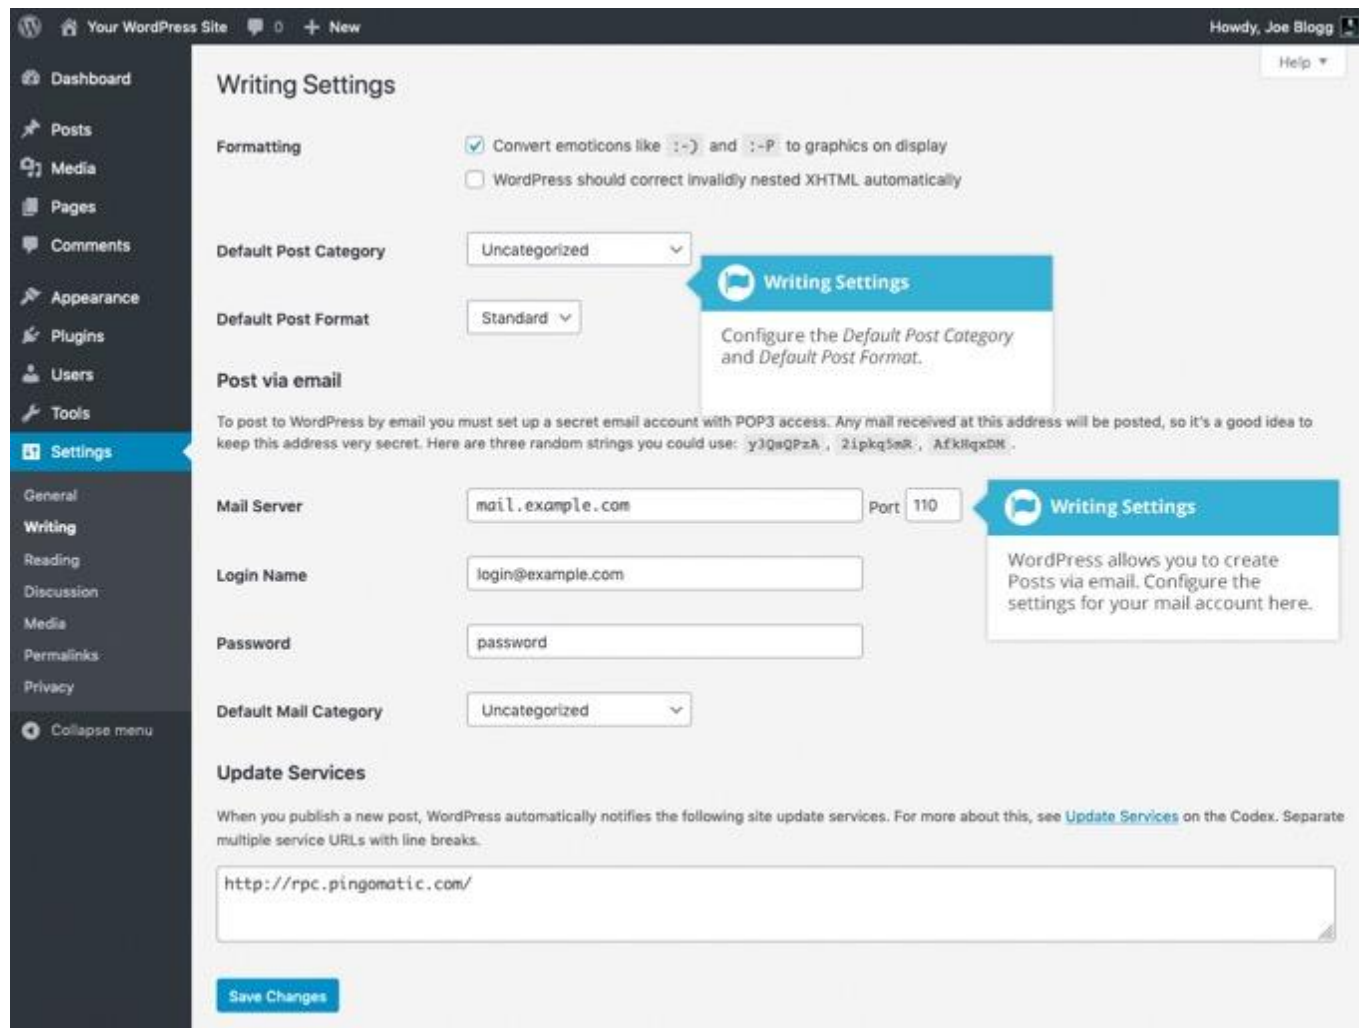 Your WordPress Site 0 + New Howdy, Joe Blogg
Help
Dashboard
Posts
Media
Pages
Comments
Appearance
Plugins
Users
Tools
Settings
General
Writing
Reading
Discussion
Media
Permalinks
Privacy
Collapse menu
Writing Settings
Formatting
Convert emoticons like :-) and :-P to graphics on display
WordPress should correct invalidly nested XHTML automatically
Default Post Category Uncategorized
Default Post Format Standard
Writing Settings
Configure the Default Post Category
and Default Post Format.
Post via email
To post to WordPress by email you must set up a secret email account with POP3 access. Any mail received at this address will be posted, so it's a good idea to
keep this address very secret. Here are three random strings you could use: y3QmQPzA , 2ipkq5mR , AfkHqxDM .
Mail Server mail.example.com Port 110
Login Name login@example.com
Password password
Default Mail Category Uncategorized
Writing Settings
WordPress allows you to create
Posts via email. Configure the
settings for your mail account here.
Update Services
When you publish a new post, WordPress automatically notifies the following site update services. For more about this, see Update Services on the Codex. Separate
multiple service URLs with line breaks.
http://rpc.pingomatic.com/
Save Changes